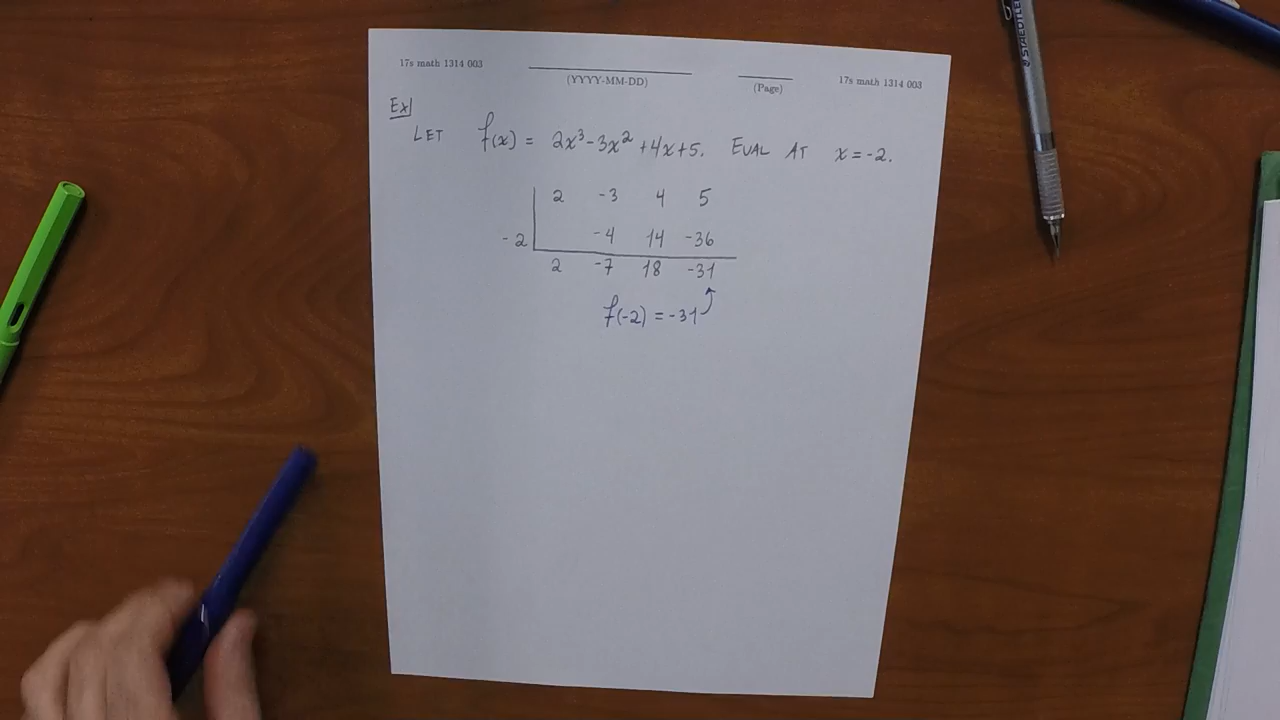 17s math 1314 003 17s math 1314 003
(YYYY-MM-DD) (Page)
Ex
LET f(x) = 2x³-3x²+4x+5. EVAL AT x=-2.
2 -3 4 5
-2 -4 14 -36
2 -7 18 -31
f(-2) = -31
STAEDTLER